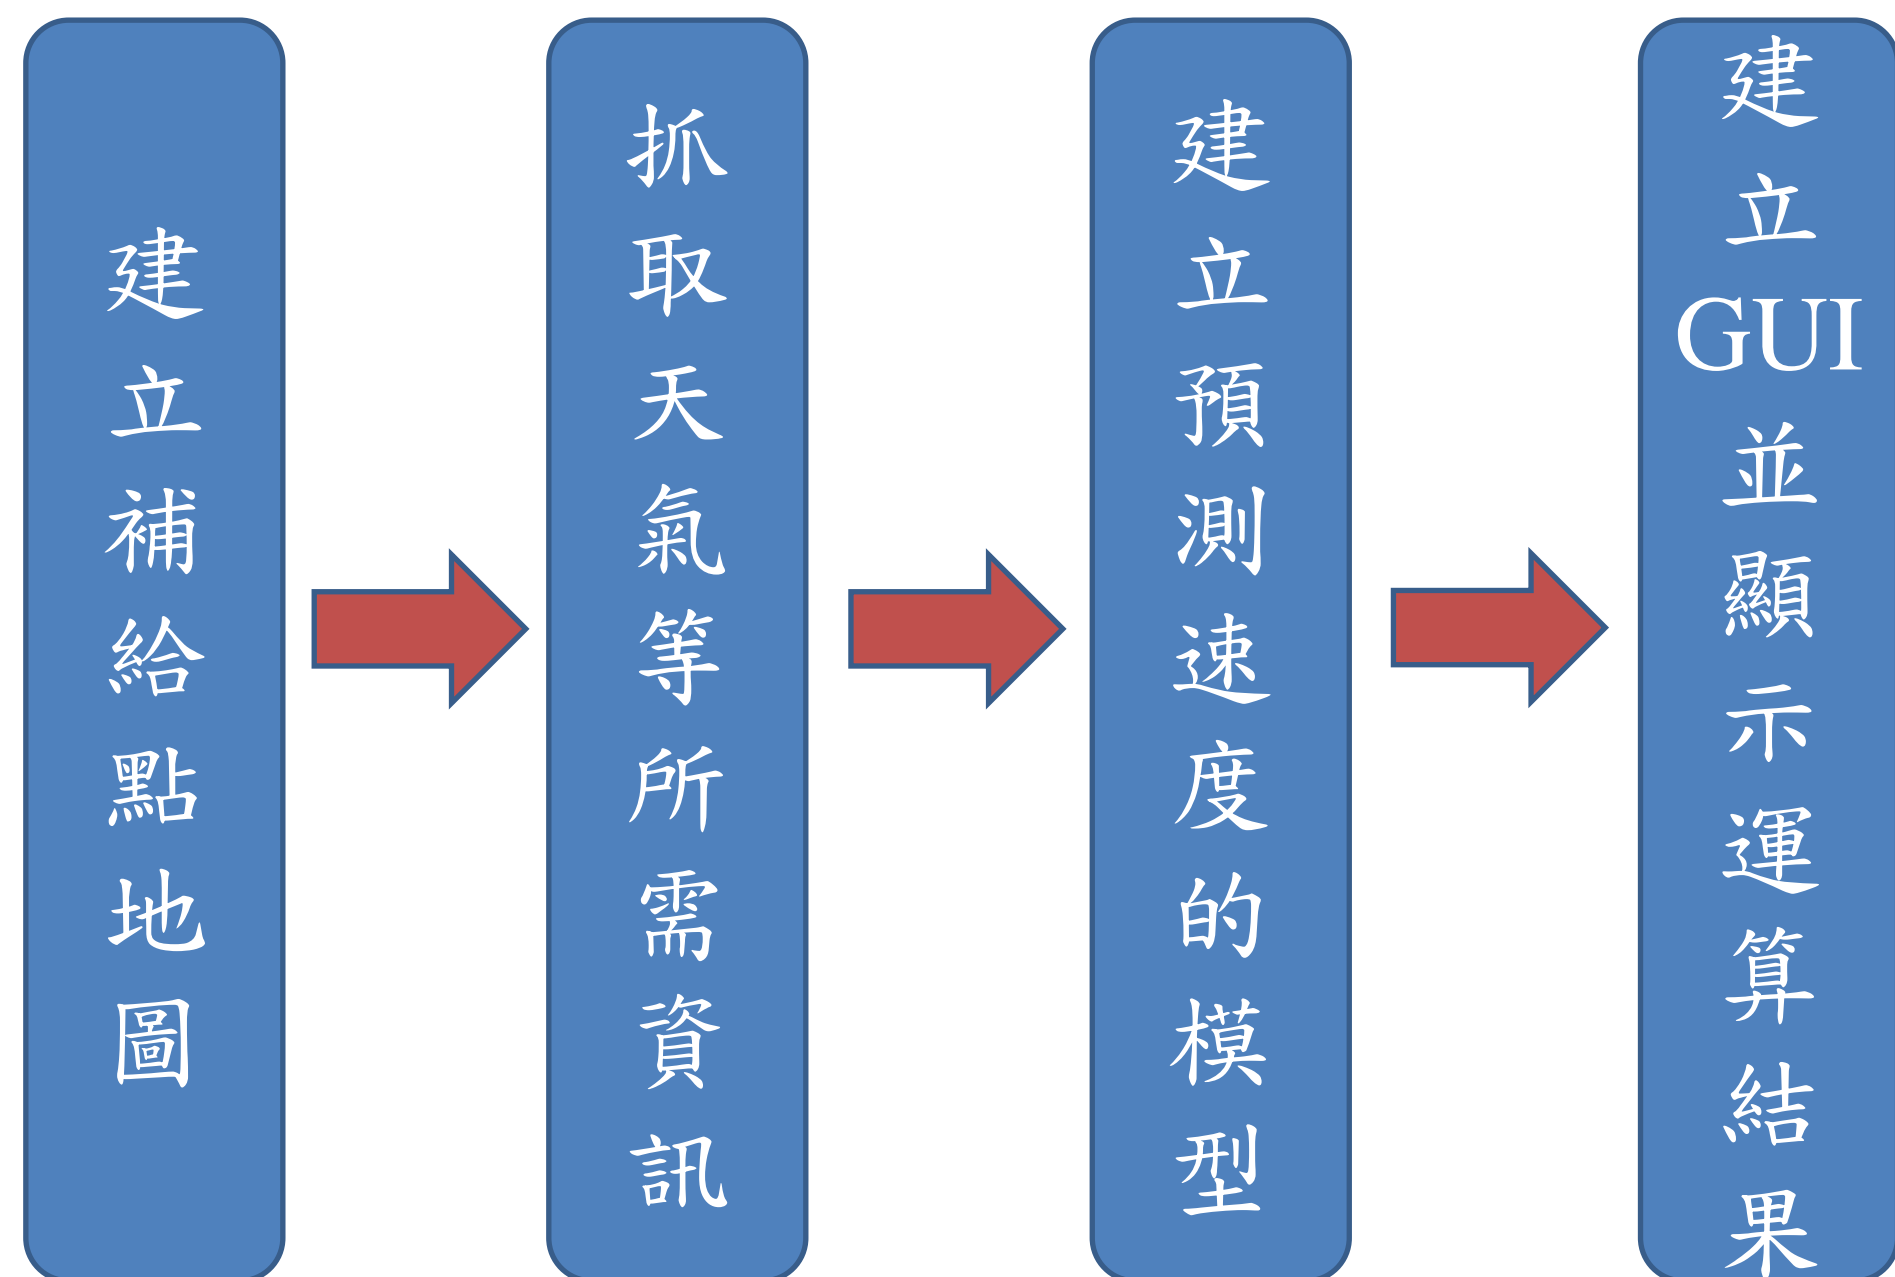 建立補給點地圖
抓取天氣等所需資訊
建立預測速度的模型
建立GUI並顯示運算結果